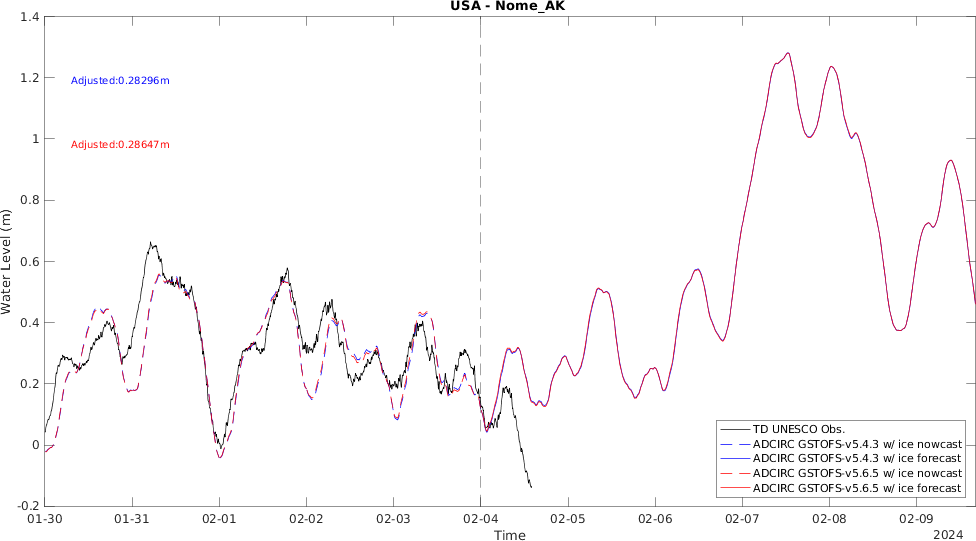 USA - Nome_AK
1.4
1.2
1
0.8
0.6
0.4
0.2
0
-0.2
Water Level (m)
Adjusted:0.28296m
Adjusted:0.28647m
TD UNESCO Obs.
ADCIRC GSTOFS-v5.4.3 w/ ice nowcast
ADCIRC GSTOFS-v5.4.3 w/ ice forecast
ADCIRC GSTOFS-v5.6.5 w/ ice nowcast
ADCIRC GSTOFS-v5.6.5 w/ ice forecast
01-30 01-31 02-01 02-02 02-03 02-04 02-05 02-06 02-07 02-08 02-09
Time
2024